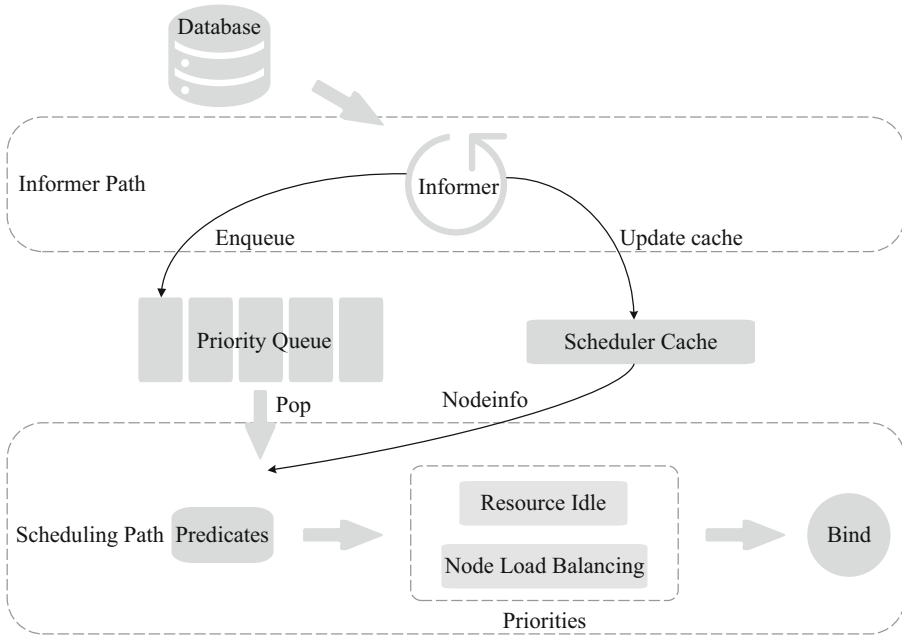 Database
Informer Path
Informer
Enqueue
Update cache
Priority Queue
Scheduler Cache
Pop
Nodeinfo
Scheduling Path
Predicates
Resource Idle
Node Load Balancing
Bind
Priorities